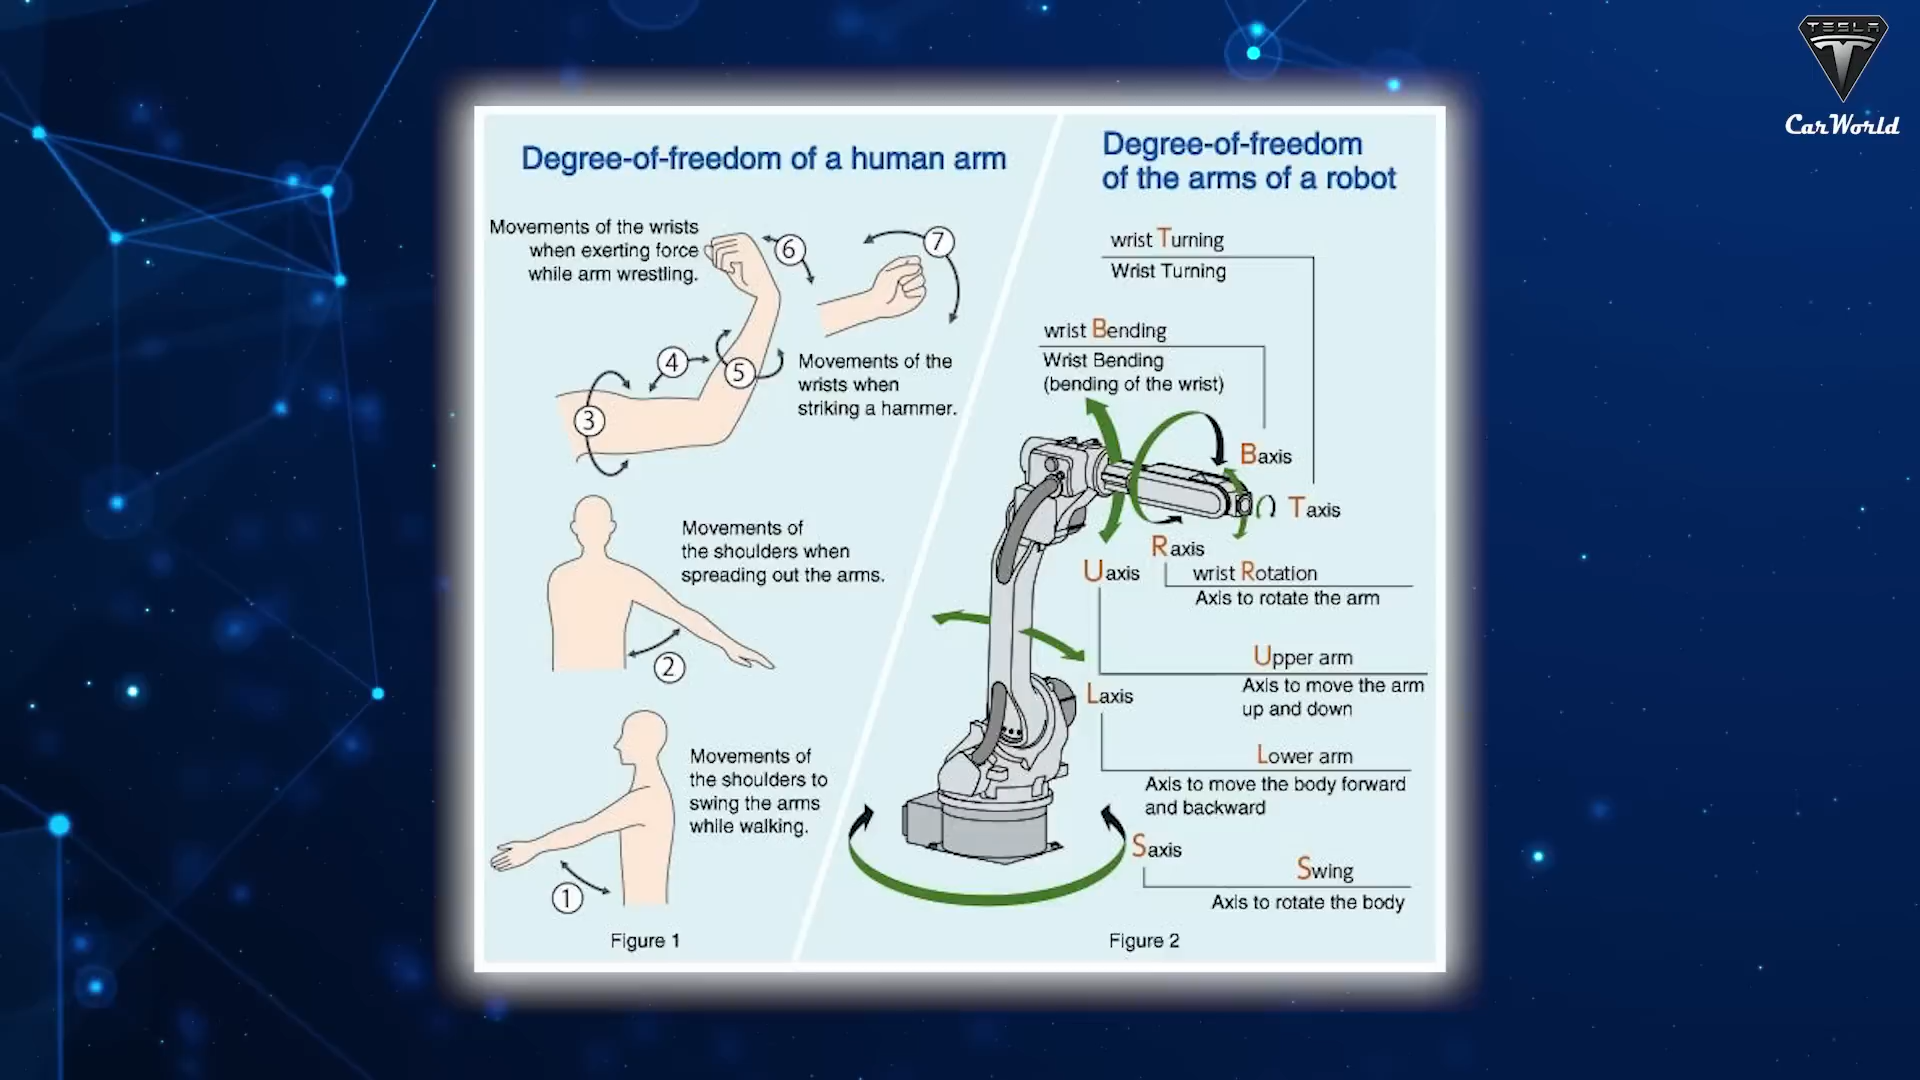 TESLA
CarWorld
Degree-of-freedom of a human arm
Movements of the wrists
when exerting force
while arm wrestling.
6
7
4
5
3
Movements of the
wrists when
striking a hammer.
Movements of
the shoulders when
spreading out the arms.
2
Movements of
the shoulders to
swing the arms
while walking.
1
Figure 1
Degree-of-freedom
of the arms of a robot
wrist Turning
Wrist Turning
wrist Bending
Wrist Bending
(bending of the wrist)
Baxis
Taxis
Raxis
Uaxis
wrist Rotation
Axis to rotate the arm
Upper arm
Axis to move the arm
up and down
Laxis
Lower arm
Axis to move the body forward
and backward
Saxis
Swing
Axis to rotate the body
Figure 2